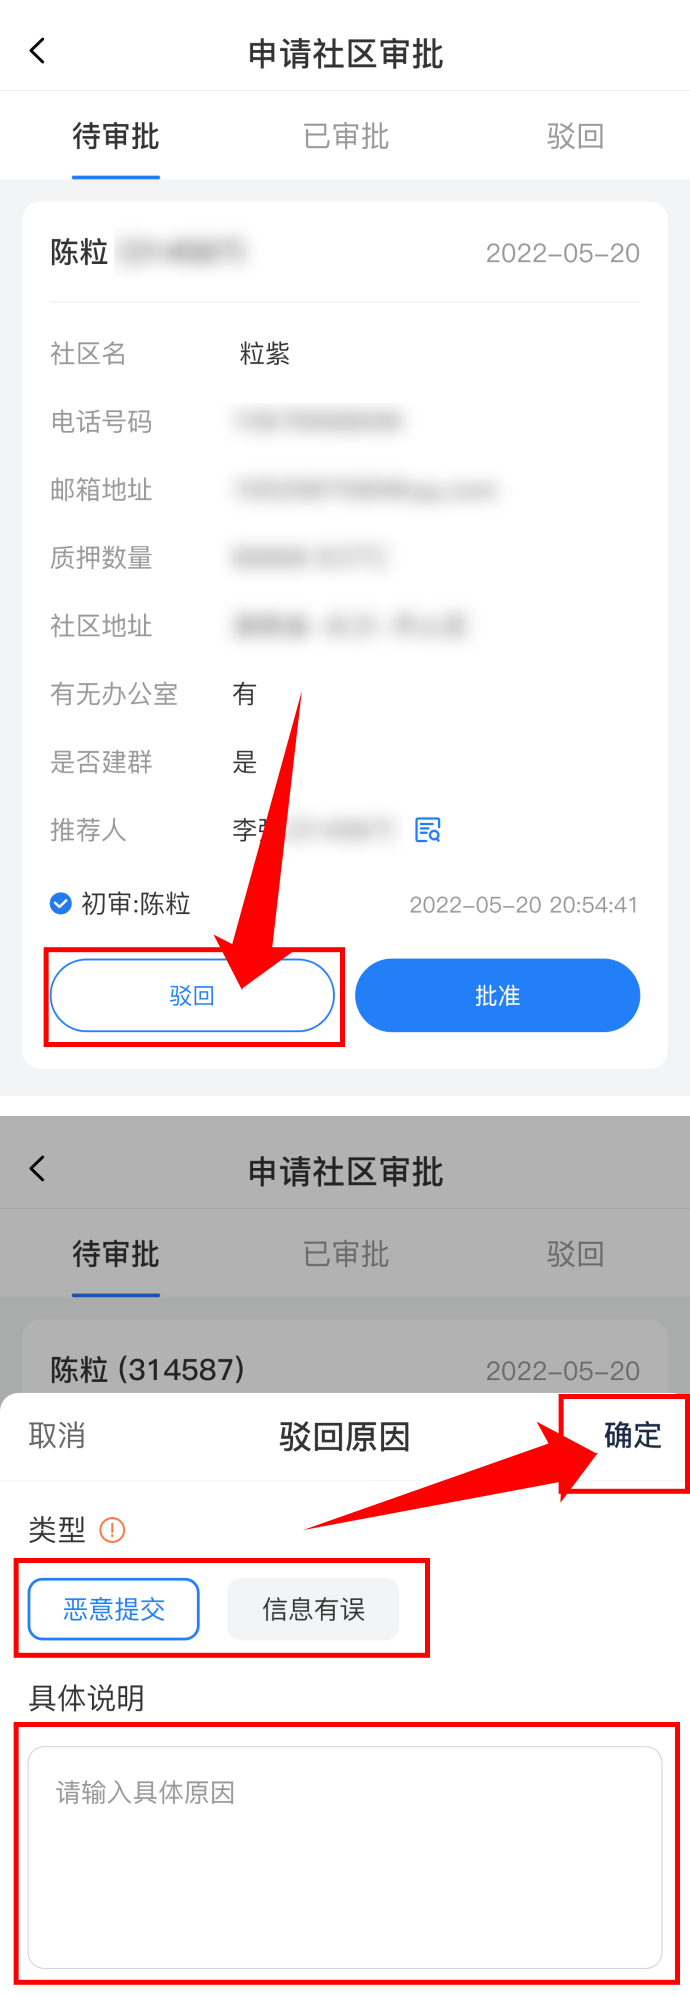 申请社区审批
待审批 已审批 驳回
陈粒 2022-05-20
社区名 粒紫
电话号码
邮箱地址
质押数量
社区地址
有无办公室 有
是否建群 是
推荐人 李
初审:陈粒 2022-05-20 20:54:41
驳回 批准
申请社区审批
待审批 已审批 驳回
陈粒 (314587) 2022-05-20
取消 驳回原因 确定
类型
恶意提交 信息有误
具体说明
请输入具体原因